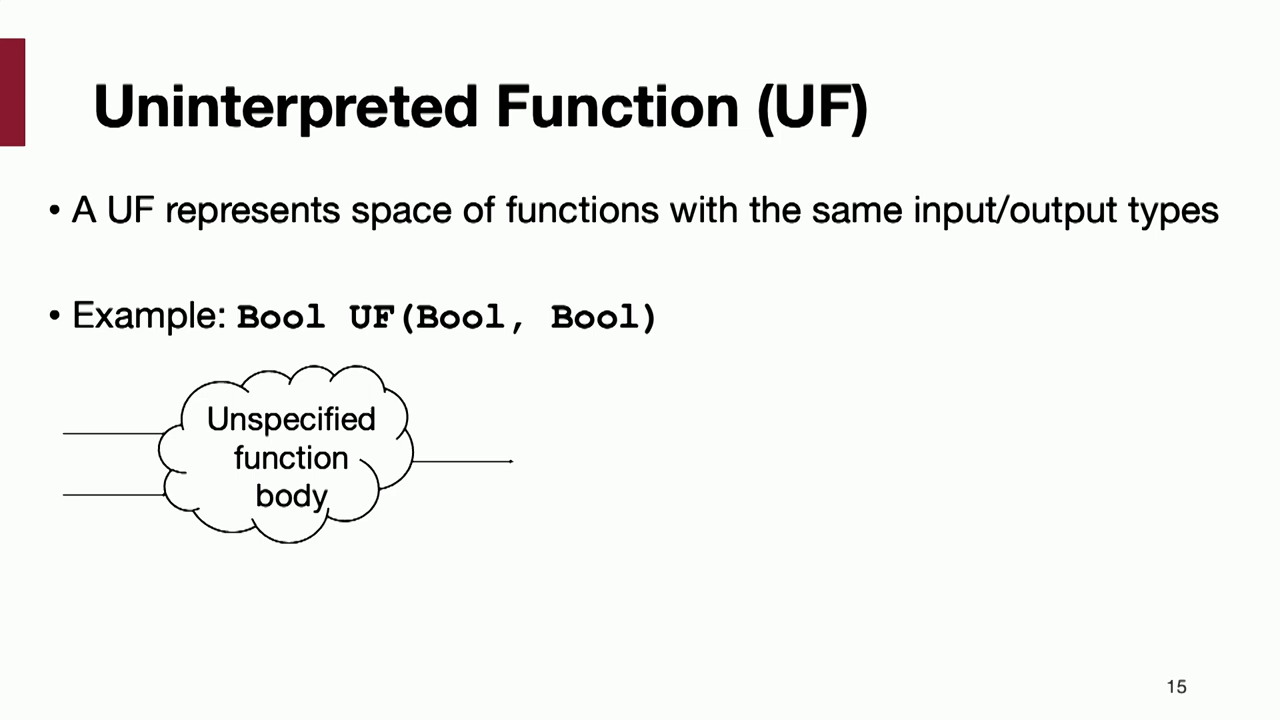 Uninterpreted Function (UF)
• A UF represents space of functions with the same input/output types
• Example: Bool UF(Bool, Bool)
Unspecified
function
body
15